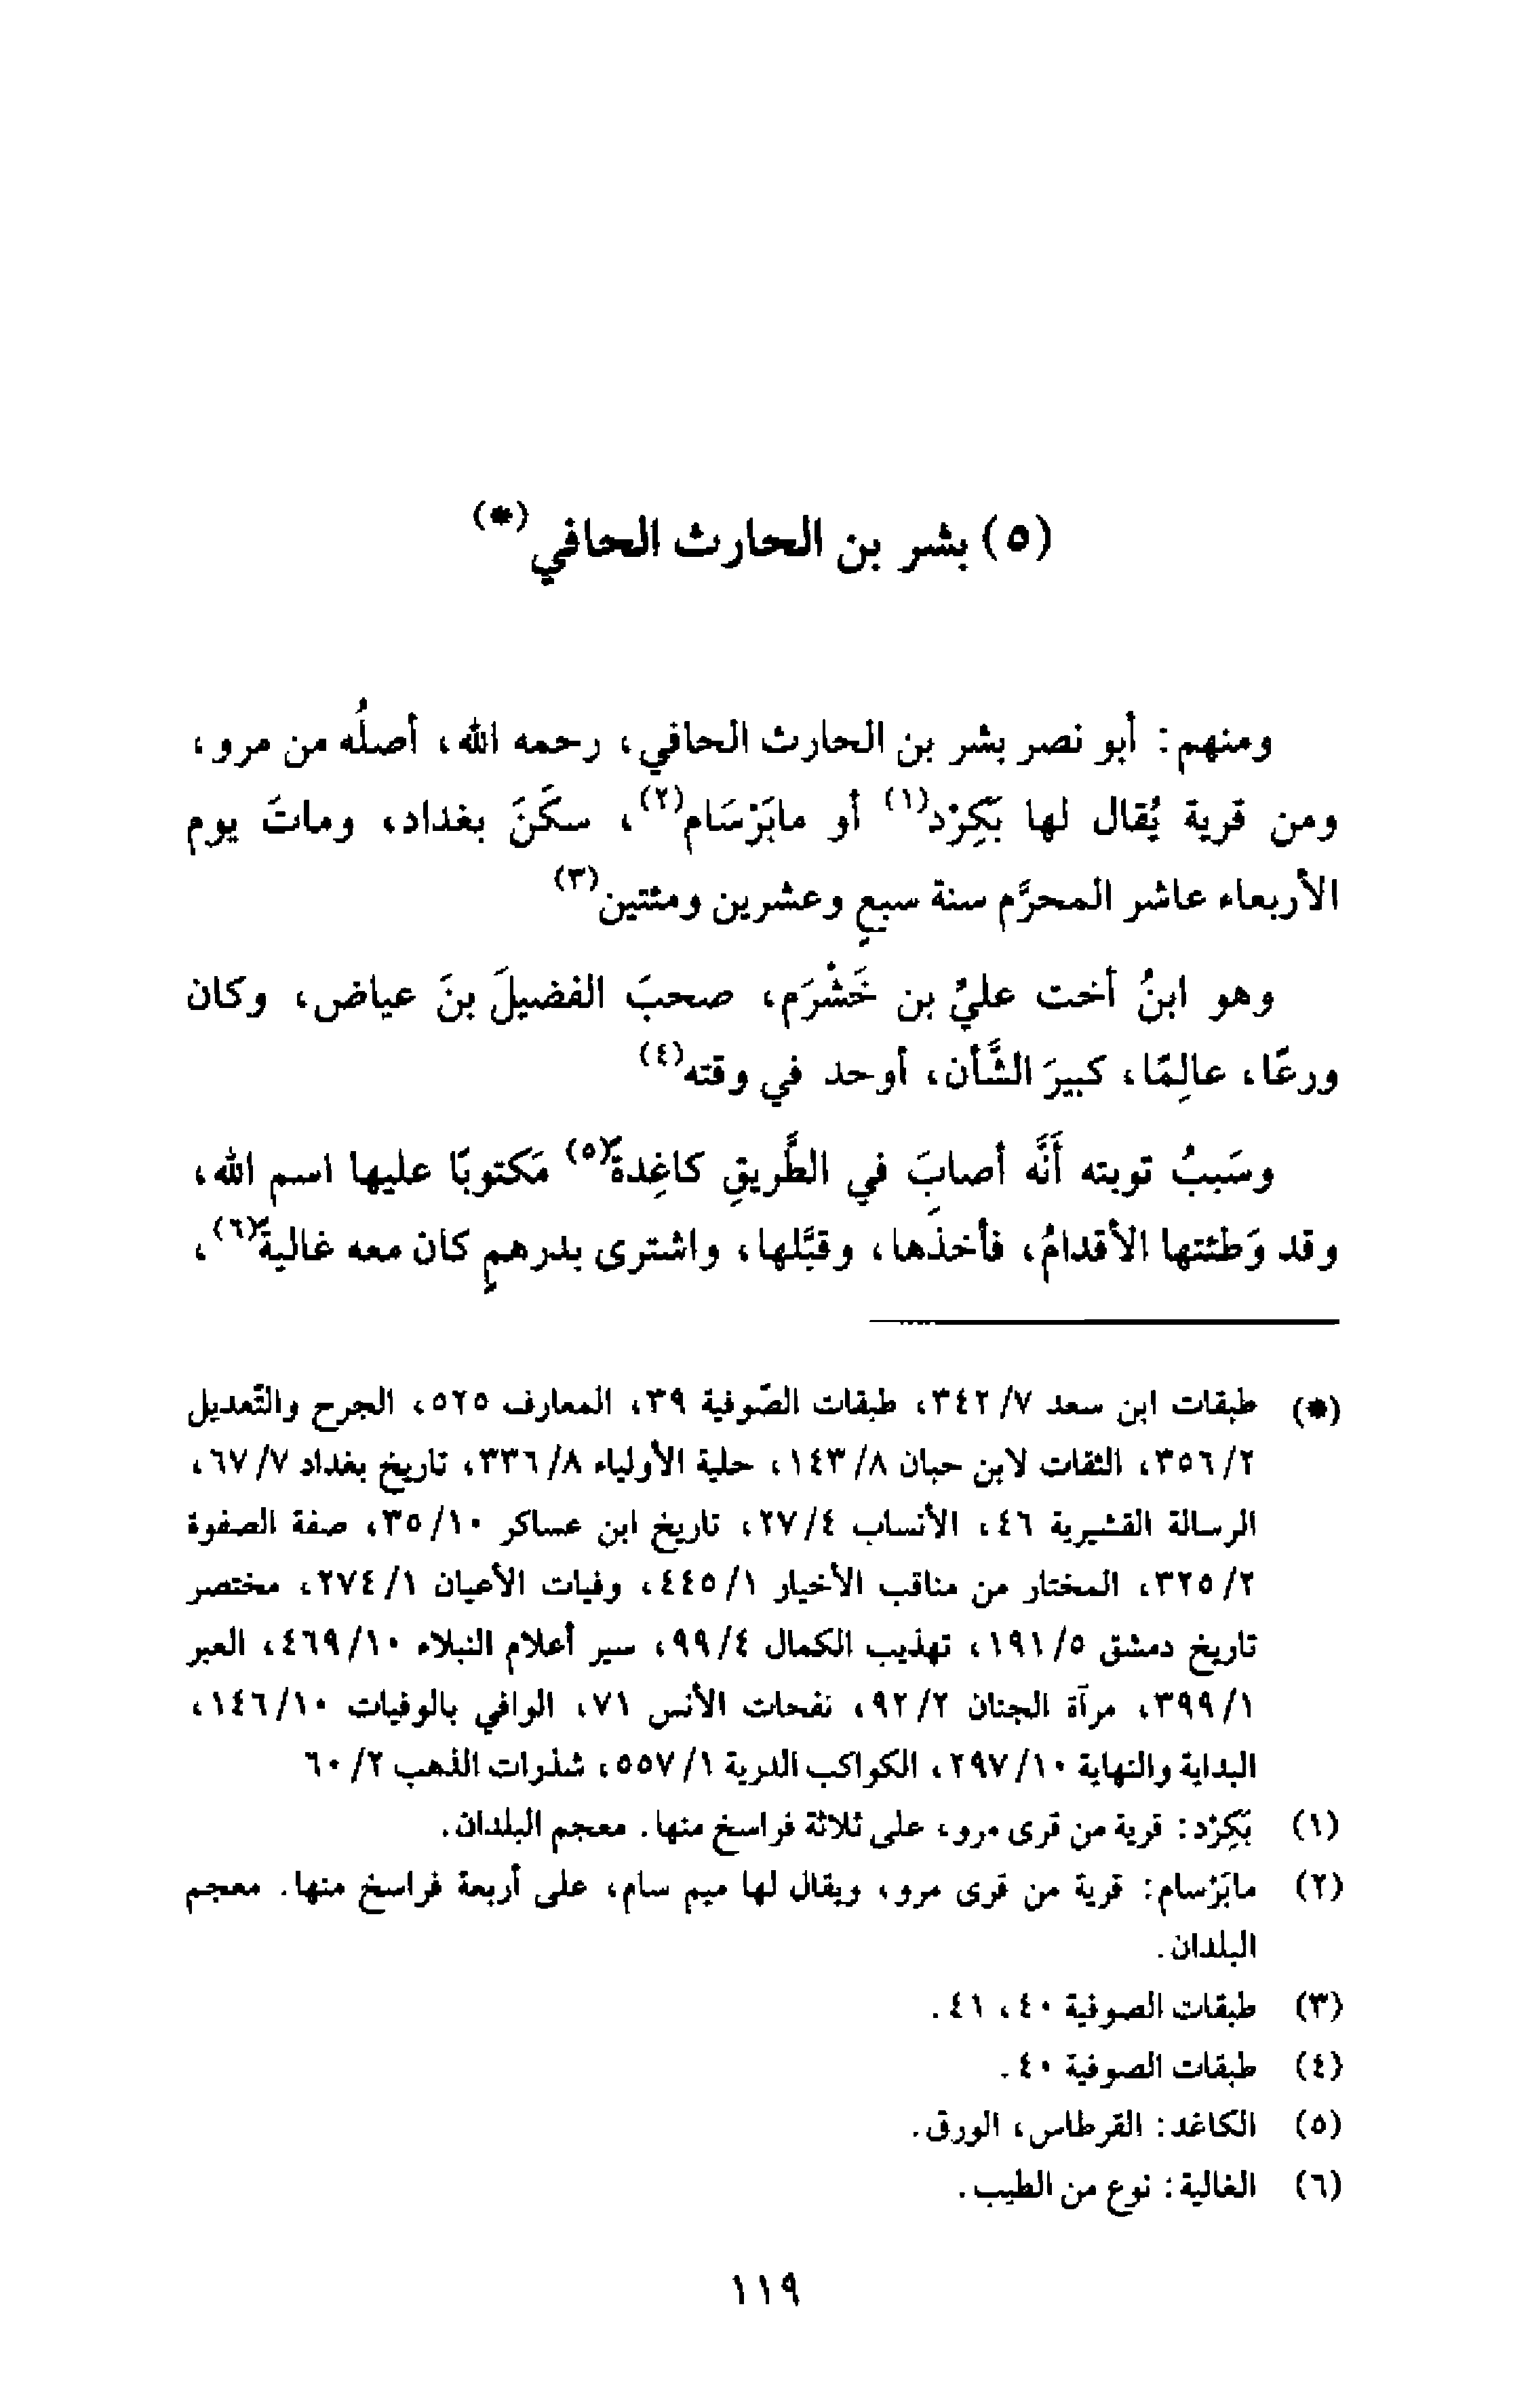 (٥) بشر بن الحارث الحافي(*)
ومنهم: أبو نصر بشر بن الحارث الحافي، رحمه الله، أصلُه من مرو،
ومن قرية يُقال لها بَكِرْد(١) أو مابَرْسَام(٢)، سكَنَ بغداد، وماتَ يوم
الأربعاء عاشر المحرَّم سنة سبعٍ وعشرين ومئتين(٣)
وهو ابنُ أخت عليِّ بن خَشْرَم، صحبَ الفضيلَ بنَ عياض، وكان
ورعًا، عالِمًا، كبيرَ الشَّأن، أوحد في وقته(٤)
وسَببُ توبته أَنَّه أصابَ في الطَّريقِ كاغِدةً(٥) مَكتوبًا عليها اسم الله،
وقد وَطئتها الأقدامُ، فأخذَها، وقبَّلها، واشترى بدرهمٍ كان معه غاليةً(٦)،
(*) طبقات ابن سعد ٧/ ٣٤٢، طبقات الصّوفية ٣٩، المعارف ٥٢٥، الجرح والتّعديل
٢/ ٣٥٦، الثقات لابن حبان ٨/ ١٤٣، حلية الأولياء ٨/ ٣٣٦، تاريخ بغداد ٧/ ٦٧،
الرسالة القشيرية ٤٦، الأنساب ٤/ ٢٧، تاريخ ابن عساكر ١٠/ ٣٥، صفة الصفوة
٢/ ٣٢٥، المختار من مناقب الأخيار ١/ ٤٤٥، وفيات الأعيان ١/ ٢٧٤، مختصر
تاريخ دمشق ٥/ ١٩١، تهذيب الكمال ٤/ ٩٩، سير أعلام النبلاء ١٠/ ٤٦٩، العبر
١/ ٣٩٩، مرآة الجنان ٢/ ٩٢، نفحات الأنس ٧١، الوافي بالوفيات ١٠/ ١٤٦،
البداية والنهاية ١٠/ ٢٩٧، الكواكب الدرية ١/ ٥٥٧، شذرات الذهب ٢/ ٦٠
(١) بَكِرْد: قرية من قرى مرو، على ثلاثة فراسخ منها. معجم البلدان.
(٢) مابَرْسام: قرية من قرى مرو، ويقال لها ميم سام، على أربعة فراسخ منها. معجم
البلدان.
(٣) طبقات الصوفية ٤٠، ٤١.
(٤) طبقات الصوفية ٤٠.
(٥) الكاغد: القرطاس، الورق.
(٦) الغالية: نوع من الطيب.
١١٩